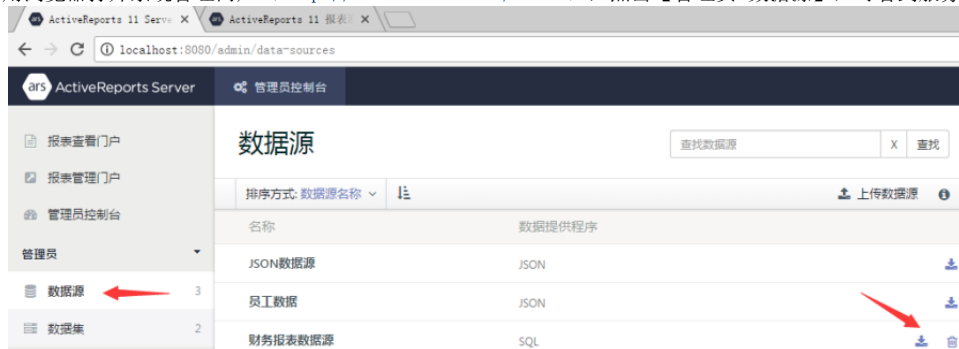 ActiveReports 11 Serve
ActiveReports 11 报表
localhost:8080/admin/data-sources
ars ActiveReports Server 管理员控制台
报表查看门户
报表管理门户
管理员控制台
管理员
数据源 3
数据集 2
数据源
查找数据源 X 查找
排序方式: 数据源名称 上传数据源
名称 数据提供程序
JSON数据源 JSON
员工数据 JSON
财务报表数据源 SQL